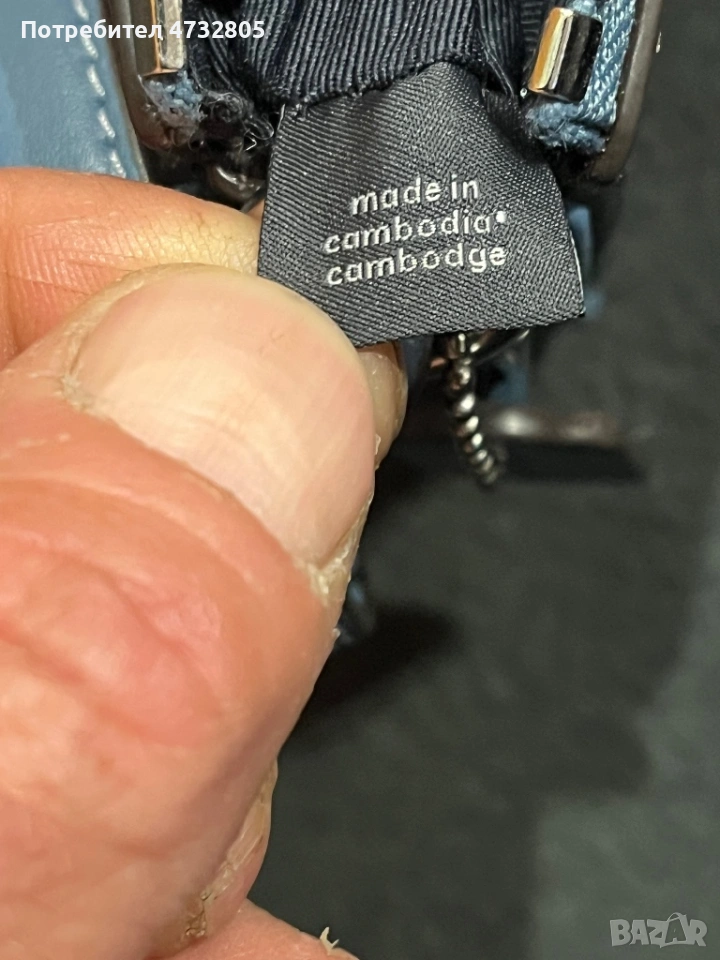 Потребител 4732805
made in
cambodia•
cambodge
BAZAR